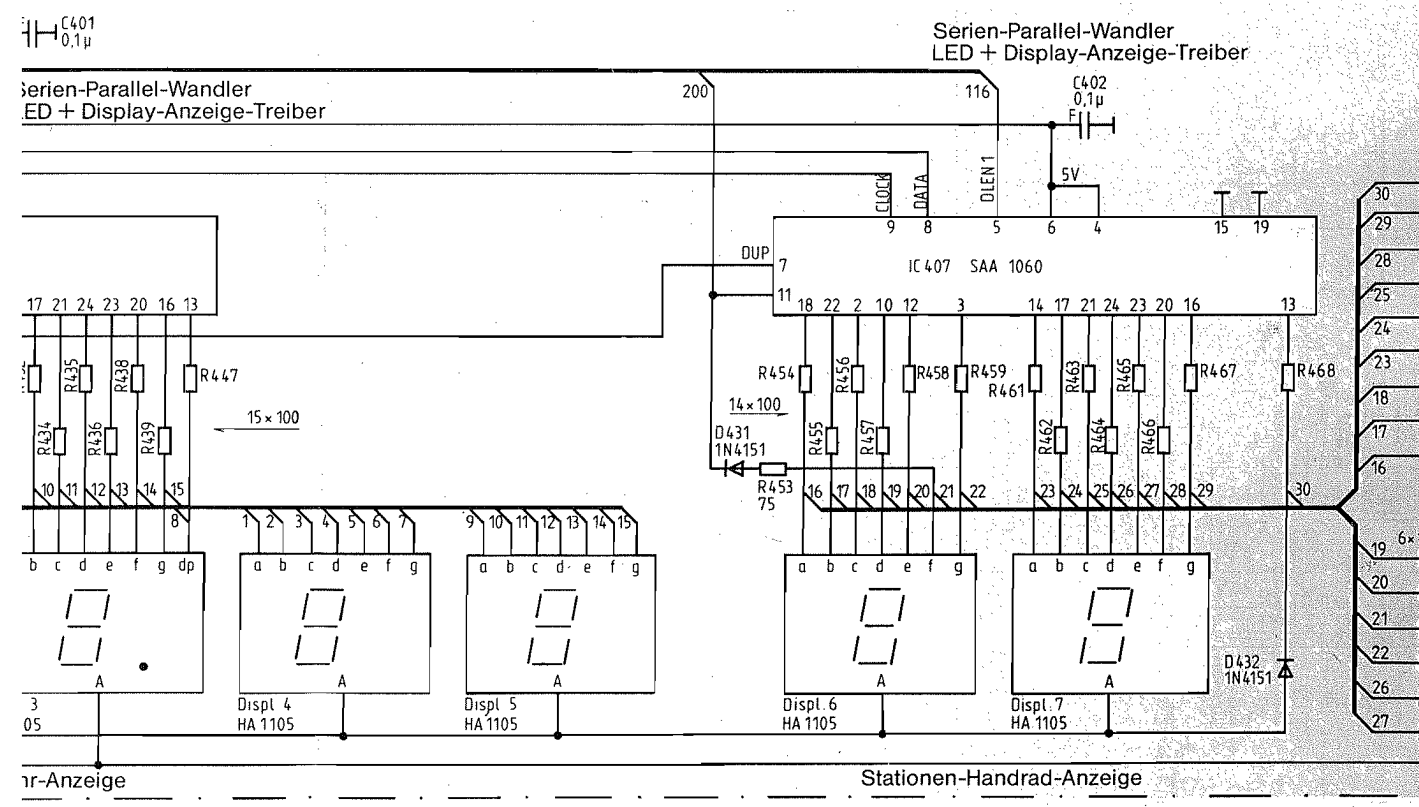 C401
0,1µ
Serien-Parallel-Wandler
LED + Display-Anzeige-Treiber
Serien-Parallel-Wandler
LED + Display-Anzeige-Treiber
200
116
C402
0,1µ
F
5V
CLOCK
DATA
DLEN 1
9 8 5 6 4 15 19
DUP 7
IC 407 SAA 1060
11
17 21 24 23 20 16 13
18 22 2 10 12 3 14 17 21 24 23 20 16 13
R435 R438 R447
R454 R456 R458 R459 R461 R463 R465 R467 R468
15 × 100
14 × 100
R434 R436 R439
D431
1N4151
R455 R457 R462 R464 R466
R453
75
10 11 12 13 14 15
8
1 2 3 4 5 6 7
9 10 11 12 13 14 15
16 17 18 19 20 21 22 23 24 25 26 27 28 29 30
b c d e f g dp
a b c d e f g
a b c d e f g
a b c d e f g
a b c d e f g
A A A A A
3
05
Displ 4
HA 1105
Displ 5
HA 1105
Displ.6
HA 1105
Displ.7
HA 1105
D432
1N4151
30
29
28
25
24
23
18
17
16
19 6×
20
21
22
26
27
hr-Anzeige
Stationen-Handrad-Anzeige